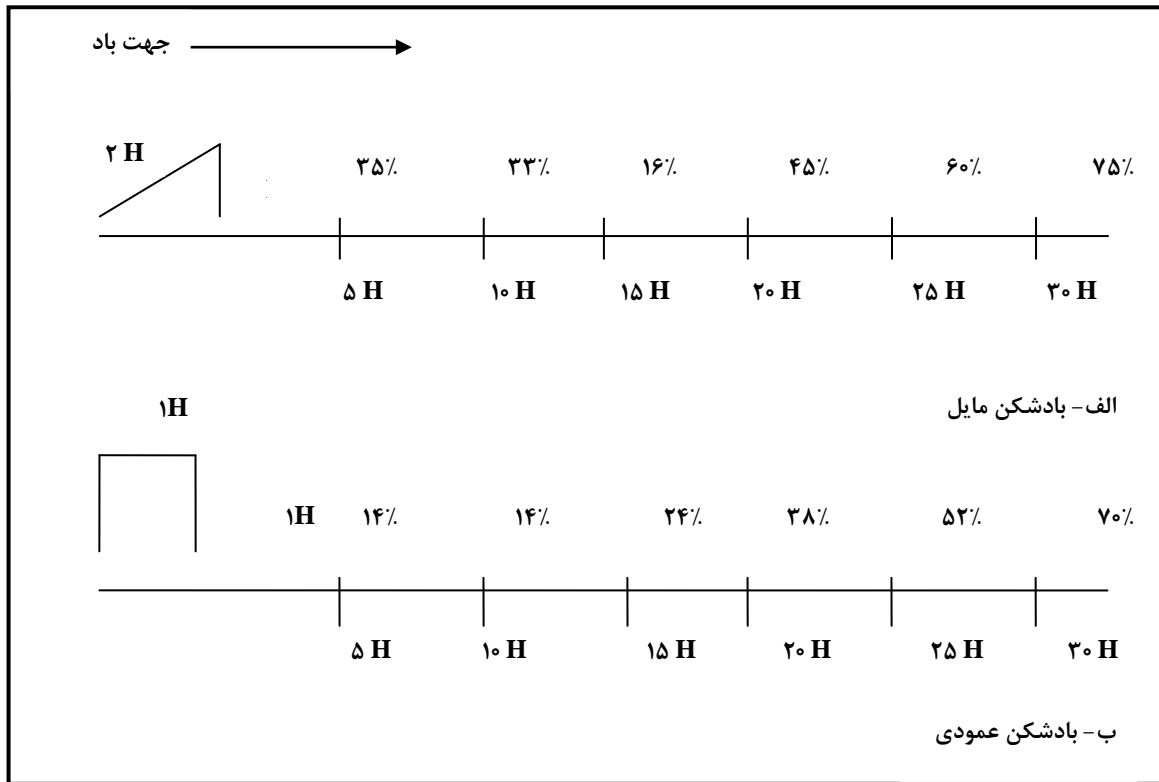 جهت باد
۲ H
۳۵٪ ۳۳٪ ۱۶٪ ۴۵٪ ۶۰٪ ۷۵٪
۵ H ۱۰ H ۱۵ H ۲۰ H ۲۵ H ۳۰ H
الف- بادشکن مایل
۱H
۱H ۱۴٪ ۱۴٪ ۲۴٪ ۳۸٪ ۵۲٪ ۷۰٪
۵ H ۱۰ H ۱۵ H ۲۰ H ۲۵ H ۳۰ H
ب- بادشکن عمودی